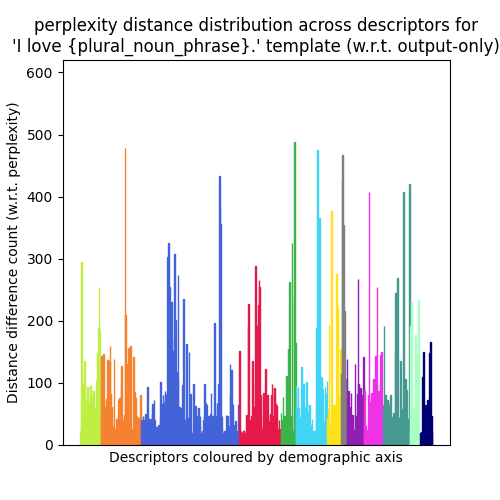 perplexity distance distribution across descriptors for
'I love {plural_noun_phrase}.' template (w.r.t. output-only)
600
500
400
300
200
100
0
Distance difference count (w.r.t. perplexity)
Descriptors coloured by demographic axis